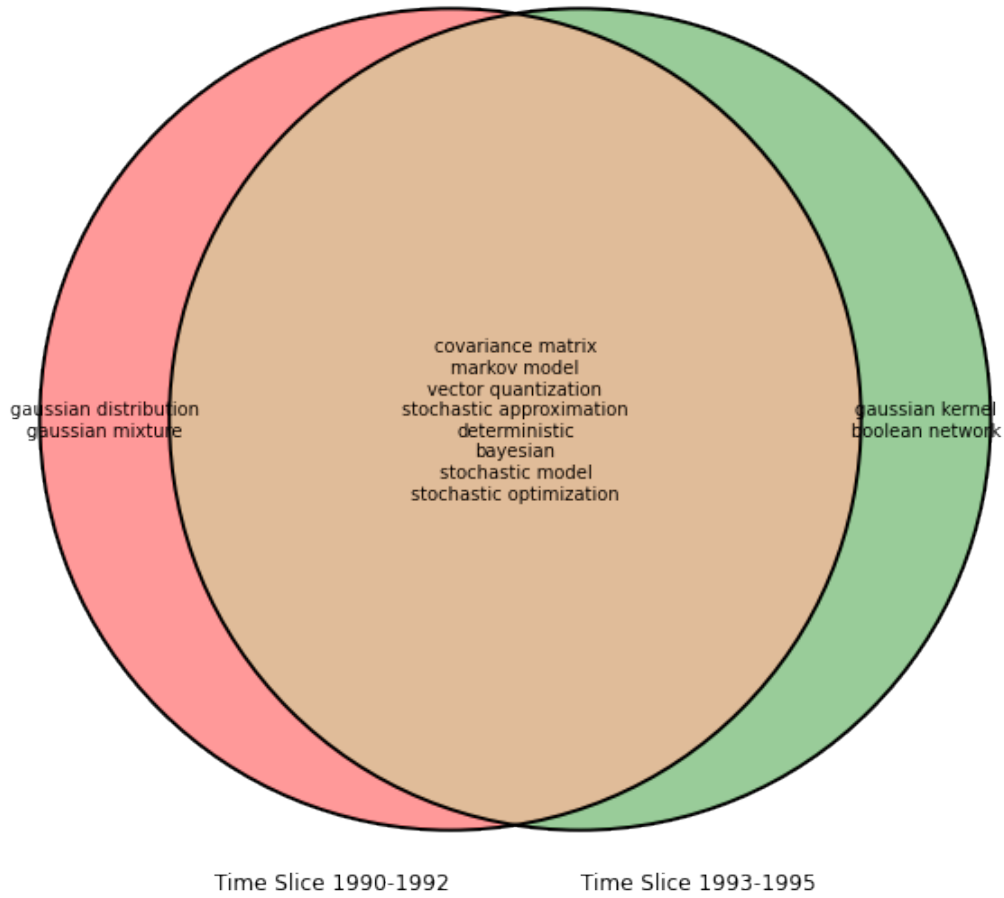 gaussian distribution
gaussian mixture
covariance matrix
markov model
vector quantization
stochastic approximation
deterministic
bayesian
stochastic model
stochastic optimization
gaussian kernel
boolean network
Time Slice 1990-1992
Time Slice 1993-1995